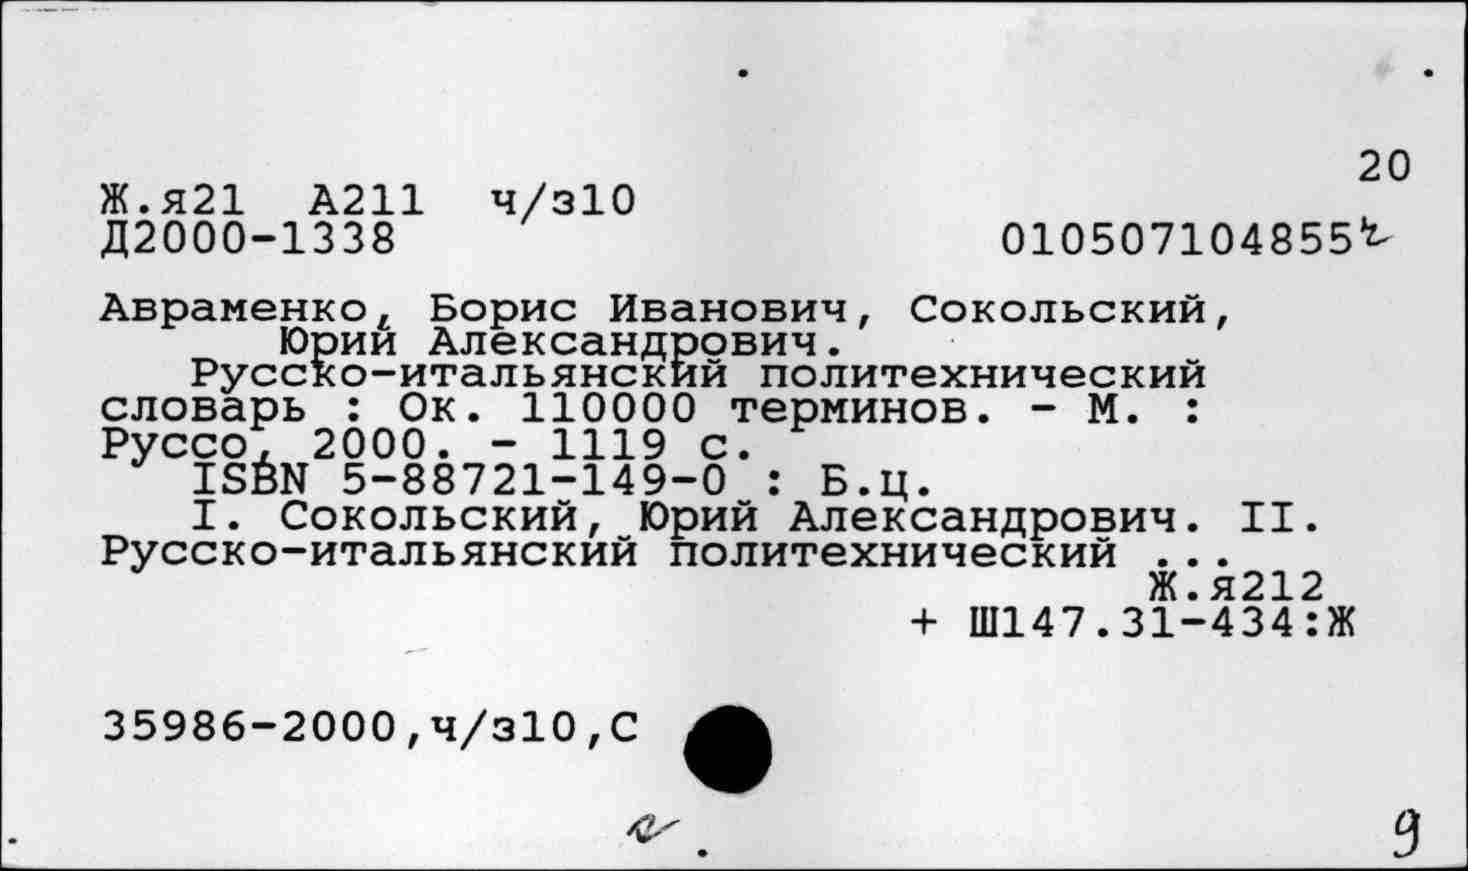 20
Ж.я21 А211 ч/з10
Д2000-1338 010507104855
Авраменко, Борис Иванович, Сокольский,
Юрий Александрович.
Русско-итальянский политехнический
словарь : Ок. 110000 терминов. - М. :
Руссо, 2000. - 1119 с.
ISBN 5-88721-149-0 : Б.ц.
I. Сокольский, Юрий Александрович. II.
Русско-итальянский политехнический ...
Ж.я212
+ Ш147.31-434:Ж
35986-2000,ч/з10,С
9